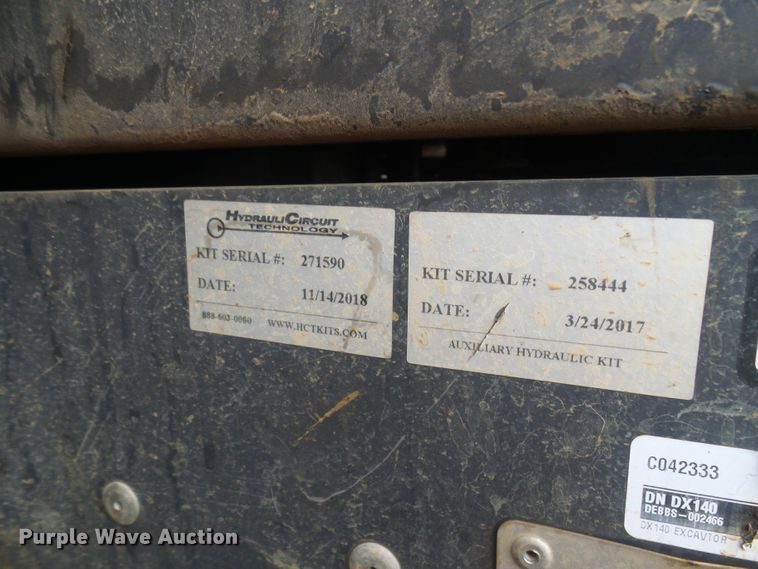 HYDRAULICIRCUIT
TECHNOLOGY
KIT SERIAL #: 271590
DATE: 11/14/2018
888-603-0060 WWW.HCTKITS.COM
KIT SERIAL #: 258444
DATE: 3/24/2017
AUXILIARY HYDRAULIC KIT
C042333
DN DX140
DEBBS-002466
DX140 EXCAVTOR
Purple Wave Auction